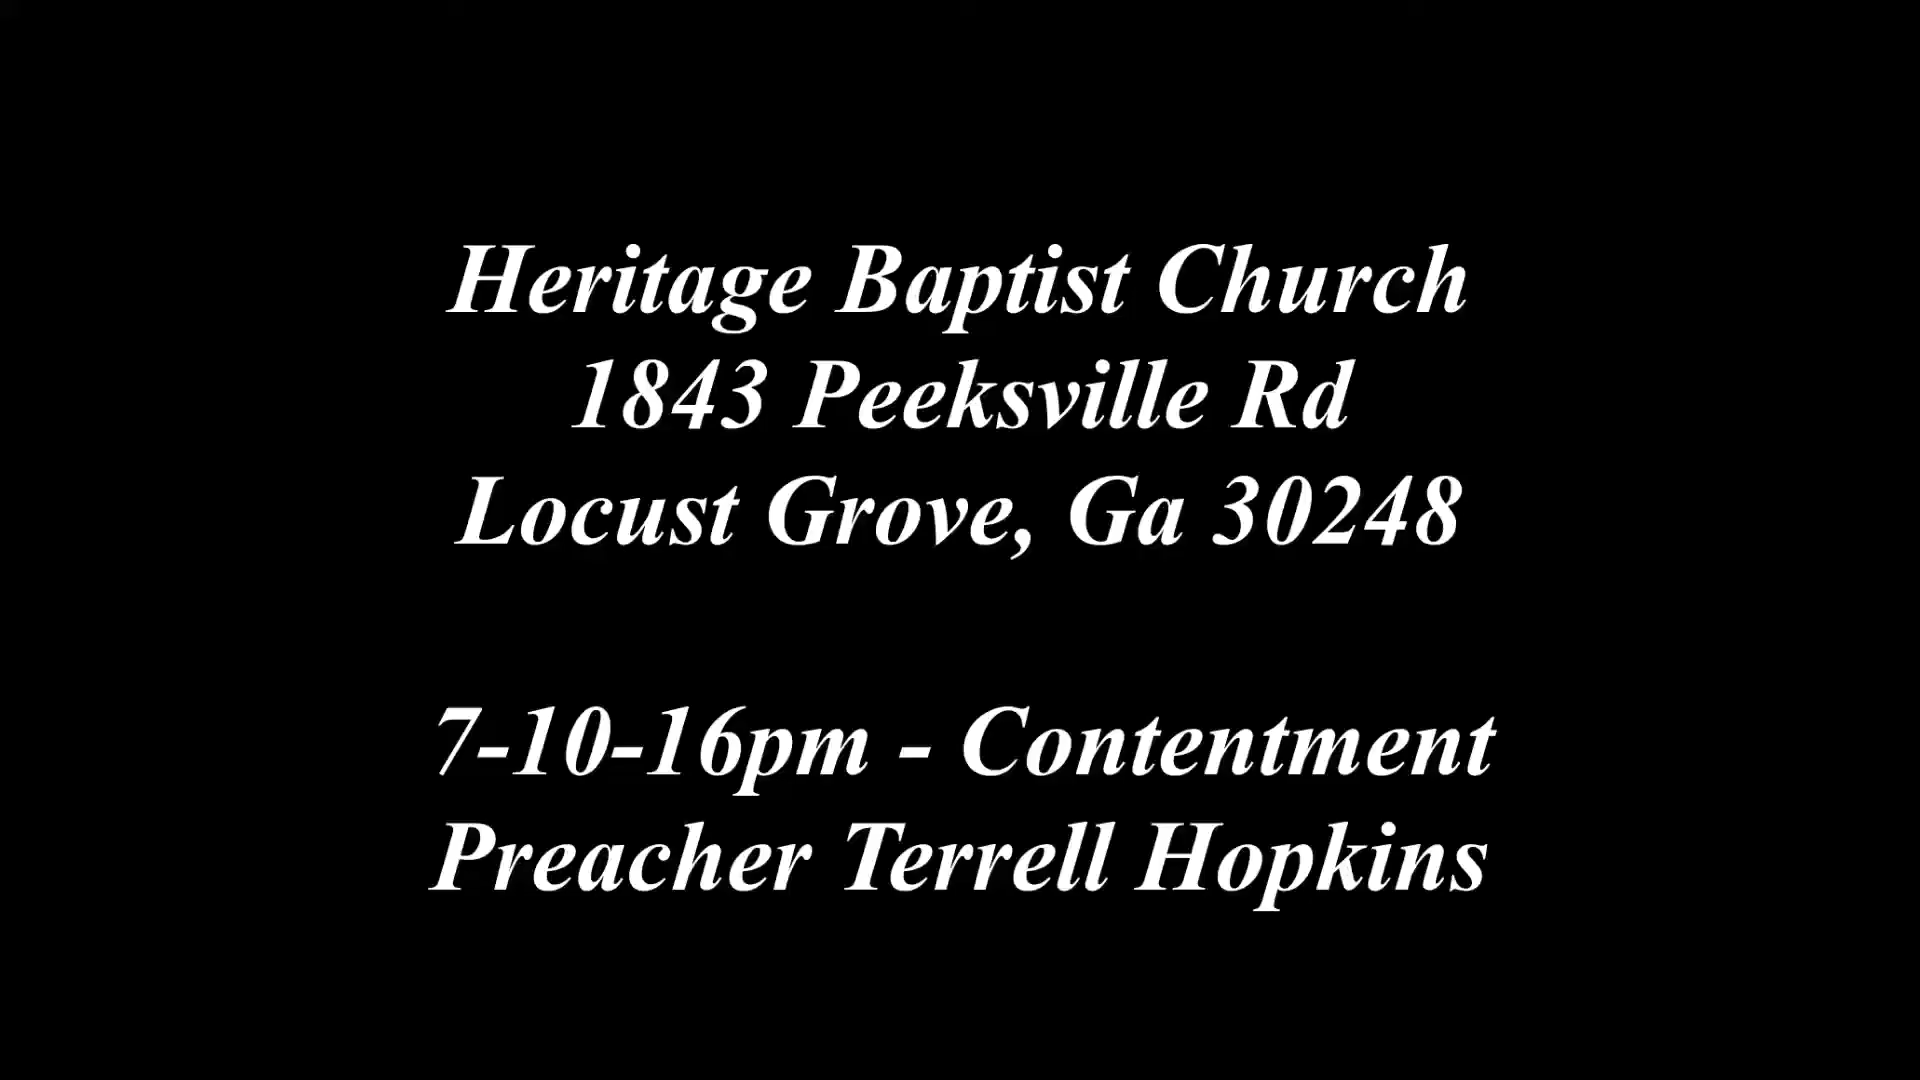 Heritage Baptist Church
1843 Peeksville Rd
Locust Grove, Ga 30248
7-10-16pm - Contentment
Preacher Terrell Hopkins